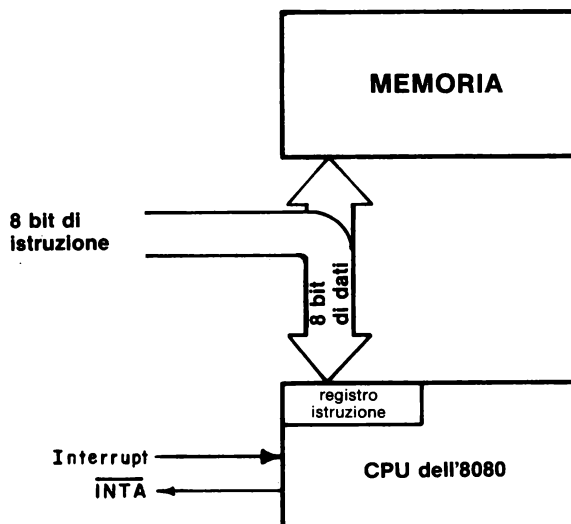 MEMORIA
8 bit di
istruzione
8 bit
di dati
registro
istruzione
Interrupt
INTA
CPU dell'8080